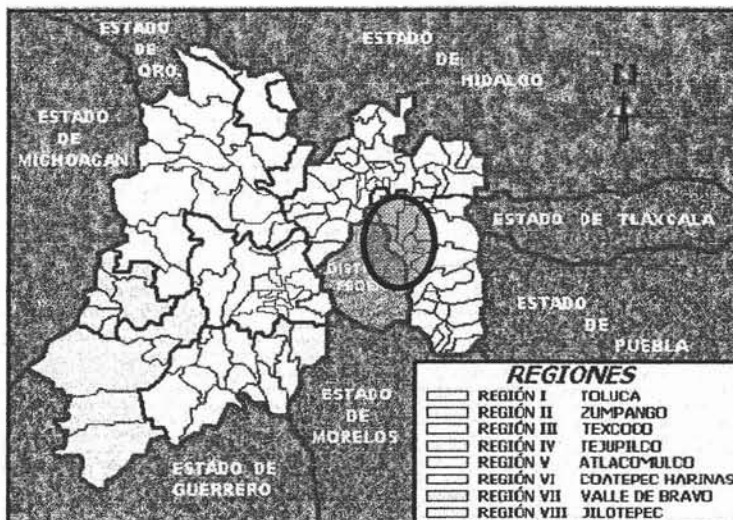 ESTADO
DE
QRO.
ESTADO
DE
HIDALGO
N
ESTADO
DE
MICHOACAN
ESTADO DE TLAXCALA
ESTADO
DE
PUEBLA
ESTADO
DE
MORELOS
ESTADO DE
GUERRERO
REGIONES
REGIÓN I TOLUCA
REGIÓN II ZUMPANGO
REGIÓN III TEXCOCO
REGIÓN IV TEJUPILCO
REGIÓN V ATLACOMULCO
REGIÓN VI COATEPEC HARINAS
REGIÓN VII VALLE DE BRAVO
REGIÓN VIII JILOTEPEC